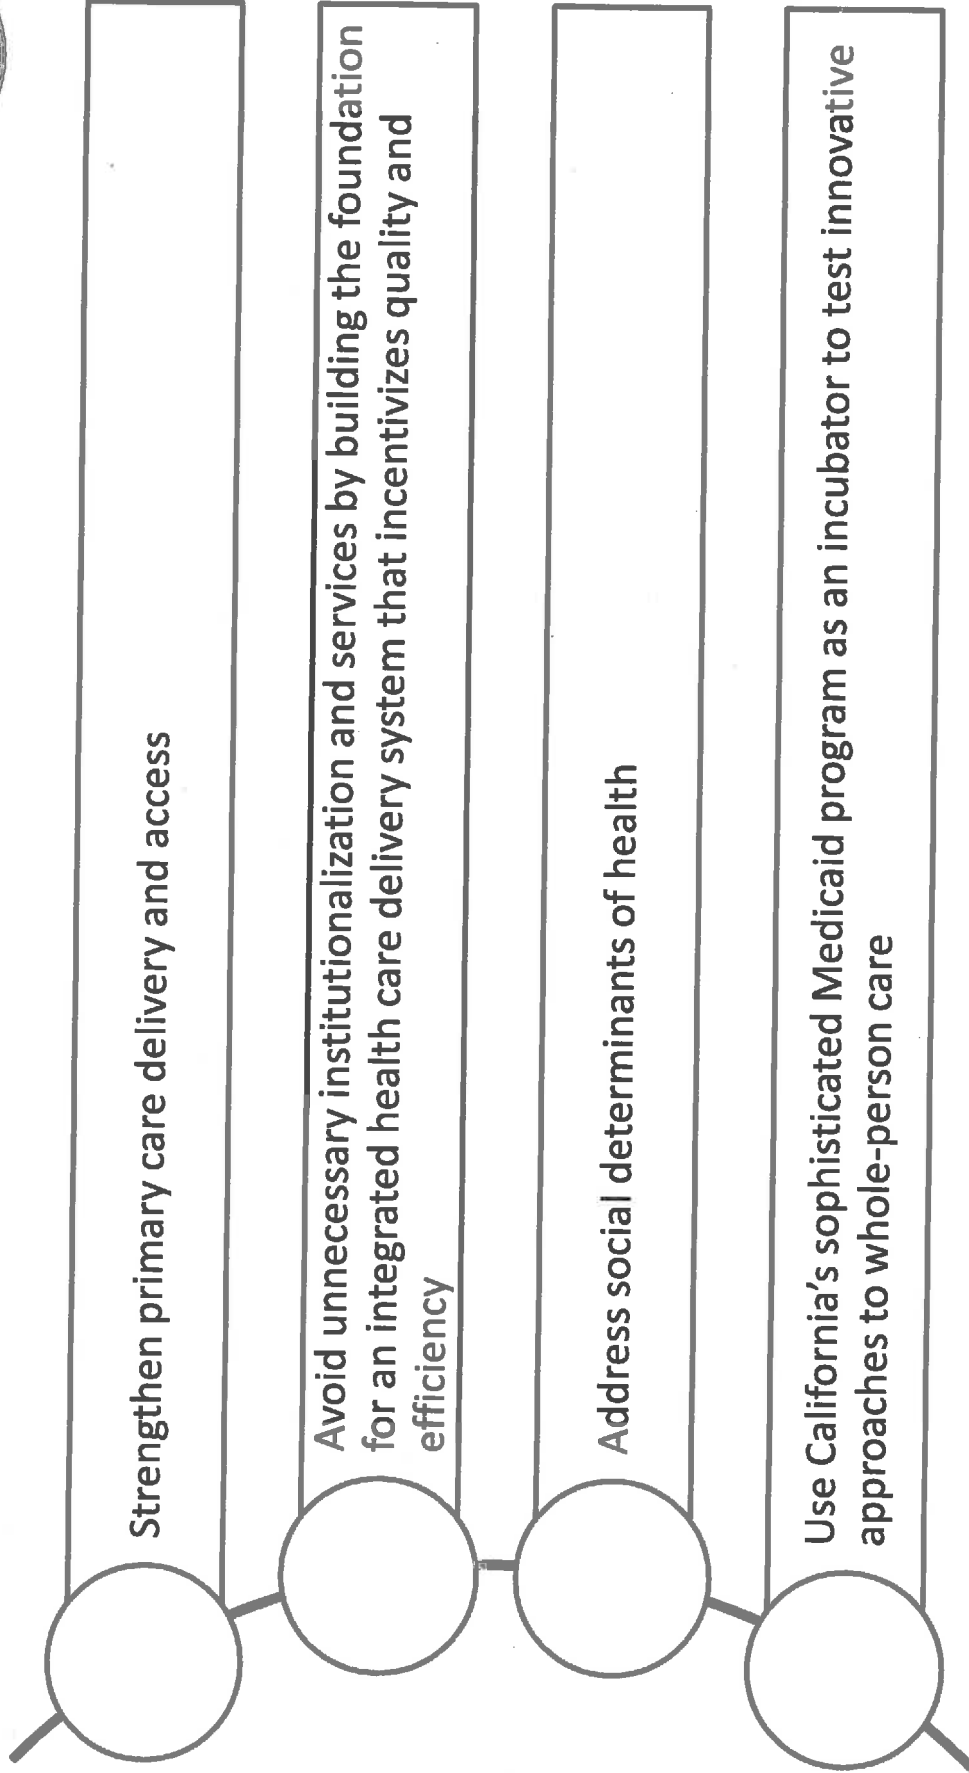 Strengthen primary care delivery and access
Avoid unnecessary institutionalization and services by building the foundation
for an integrated health care delivery system that incentivizes quality and
efficiency
Address social determinants of health
Use California's sophisticated Medicaid program as an incubator to test innovative
approaches to whole-person care